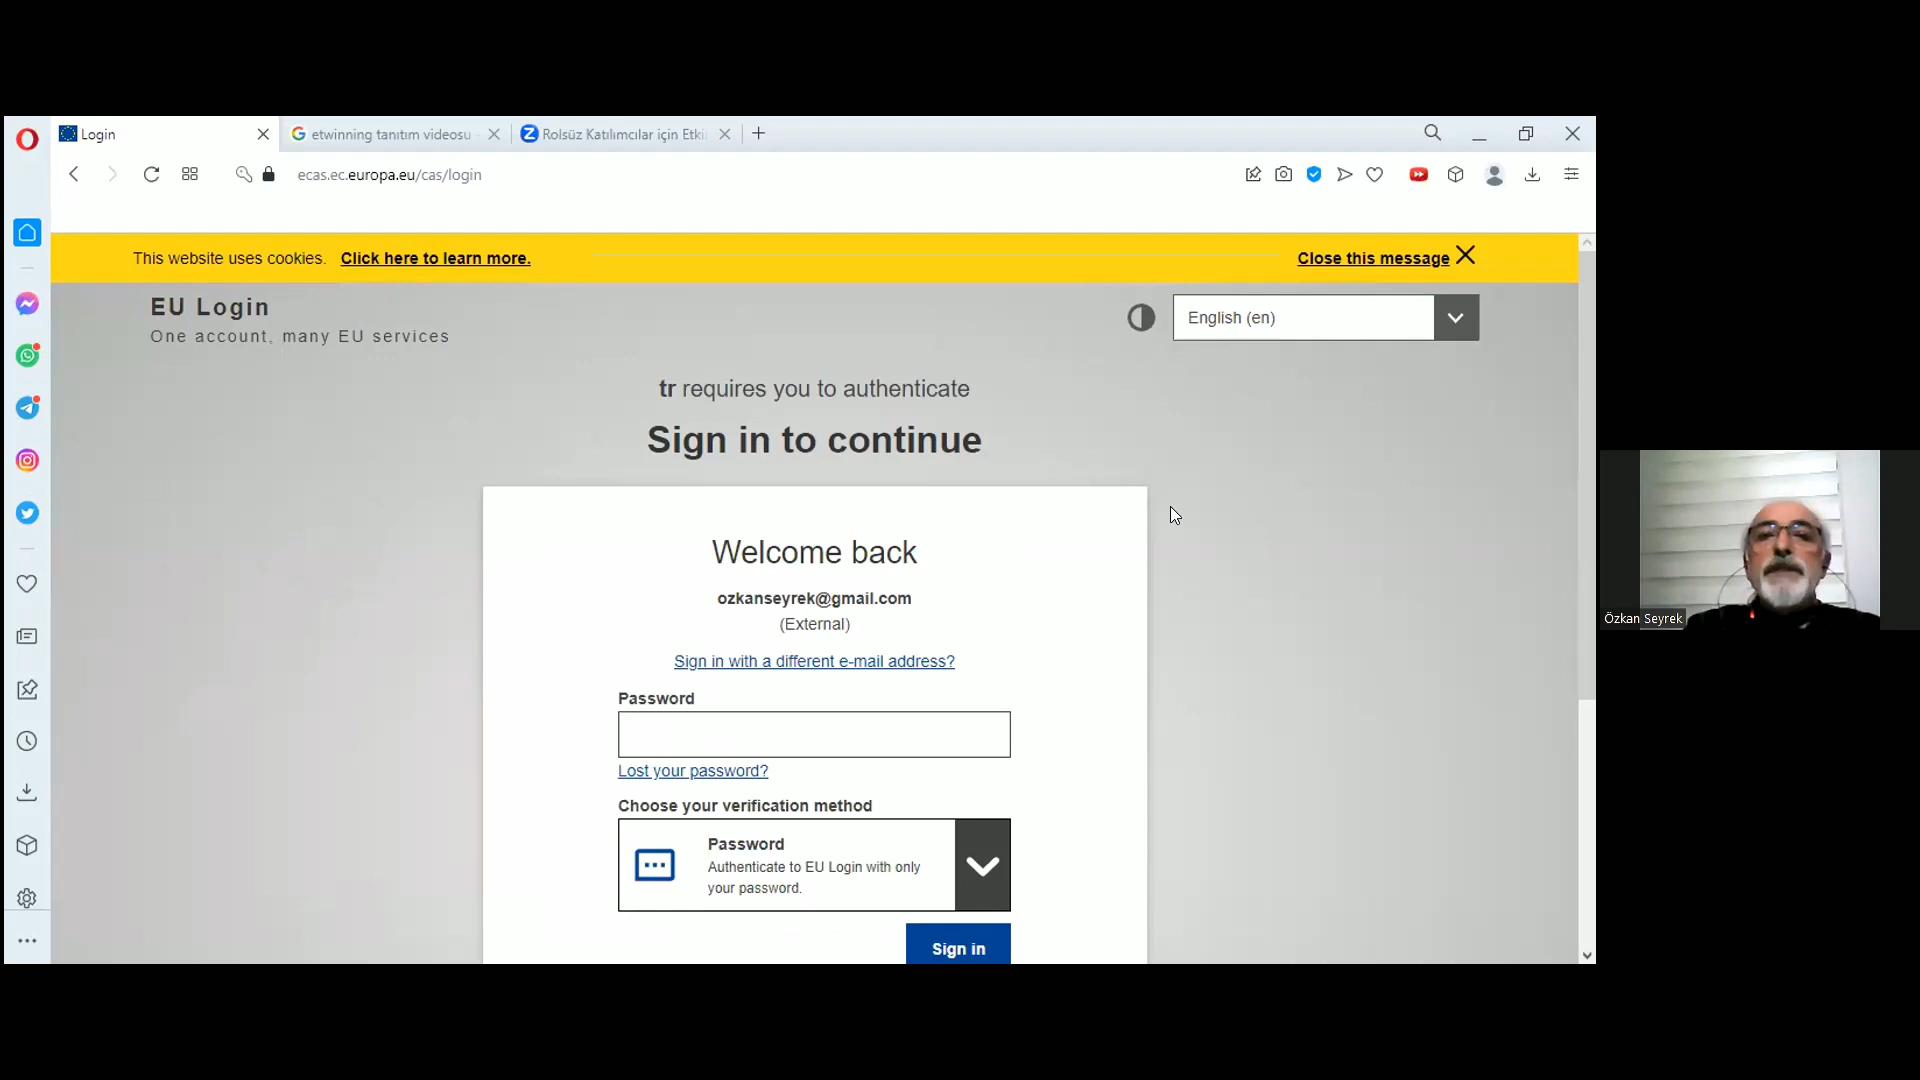 Login
etwinning tanıtım videosu
Rolsüz Katılımcılar için Etki
ecas.ec.europa.eu/cas/login
This website uses cookies. Click here to learn more.
Close this message
EU Login
One account, many EU services
English (en)
tr requires you to authenticate
Sign in to continue
Welcome back
ozkanseyrek@gmail.com
(External)
Sign in with a different e-mail address?
Password
Lost your password?
Choose your verification method
Password
Authenticate to EU Login with only
your password.
Sign in
Özkan Seyrek